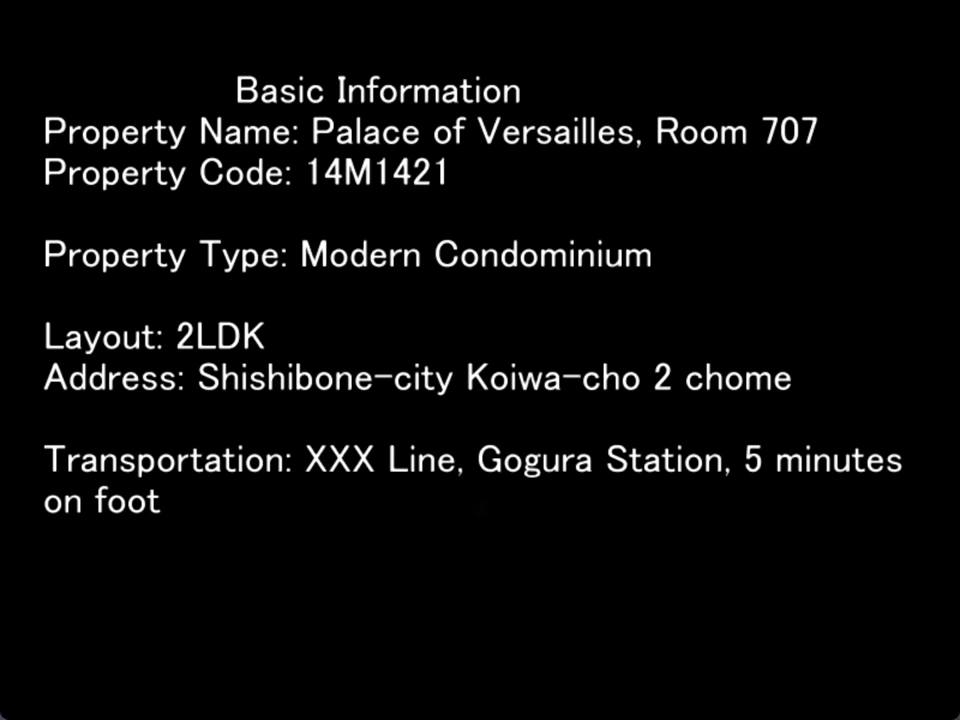 Basic Information
Property Name: Palace of Versailles, Room 707
Property Code: 14M1421
Property Type: Modern Condominium
Layout: 2LDK
Address: Shishibone-city Koiwa-cho 2 chome
Transportation: XXX Line, Gogura Station, 5 minutes
on foot